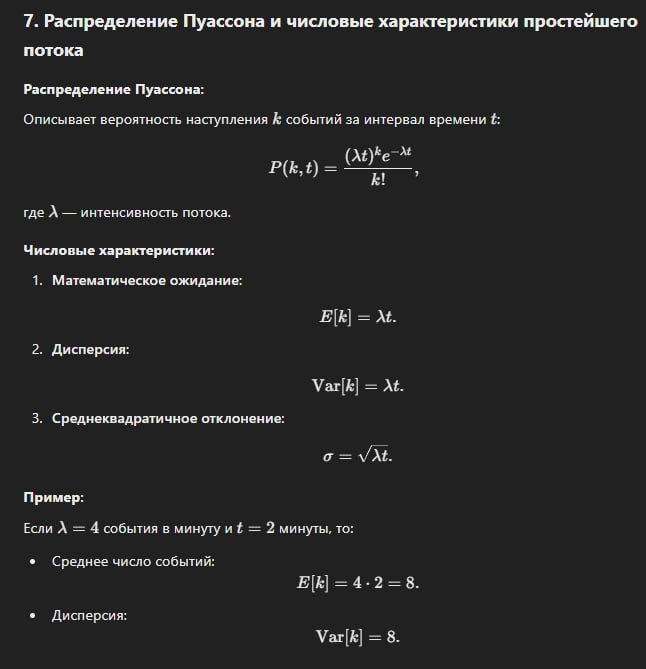 7. Распределение Пуассона и числовые характеристики простейшего
потока
Распределение Пуассона:
Описывает вероятность наступления k событий за интервал времени t:
P(k, t) = \frac{(λt)^k e^{-λt}}{k!},
где λ — интенсивность потока.
Числовые характеристики:
1. Математическое ожидание:
E[k] = λt.
2. Дисперсия:
Var[k] = λt.
3. Среднеквадратичное отклонение:
σ = √λt.
Пример:
Если λ = 4 события в минуту и t = 2 минуты, то:
• Среднее число событий:
E[k] = 4 · 2 = 8.
• Дисперсия:
Var[k] = 8.